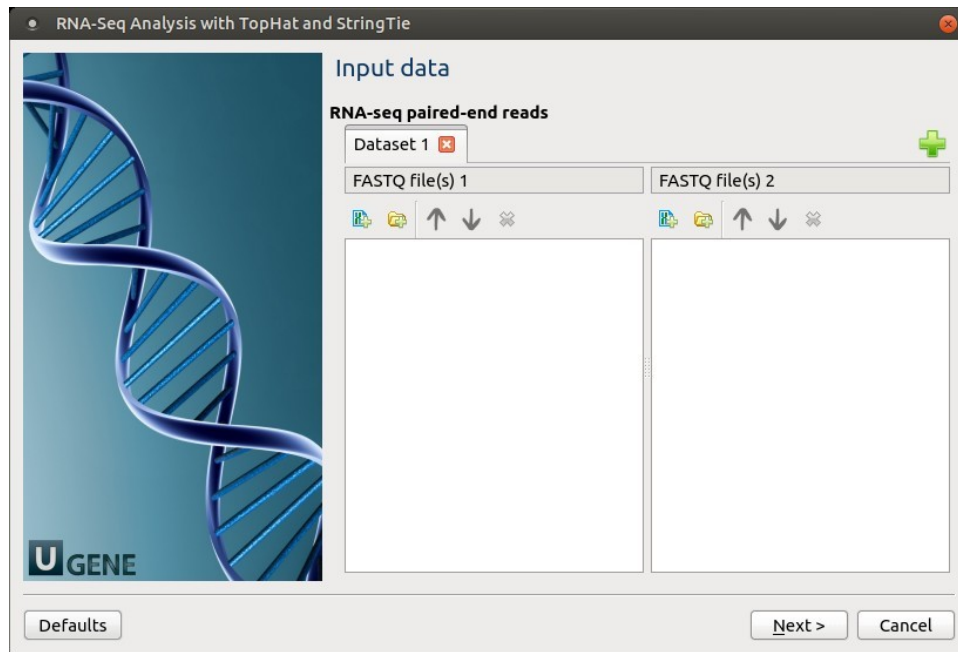 RNA-Seq Analysis with TopHat and StringTie
Input data
RNA-seq paired-end reads
Dataset 1
FASTQ file(s) 1
FASTQ file(s) 2
U GENE
Defaults
Next >
Cancel